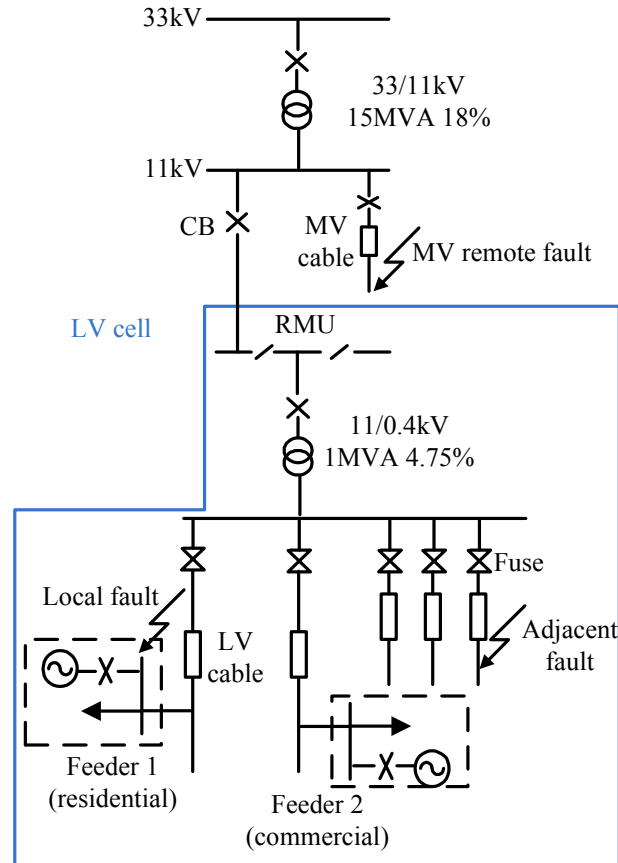 33kV
33/11kV
15MVA 18%
11kV
CB
MV
cable
MV remote fault
LV cell
RMU
11/0.4kV
1MVA 4.75%
Fuse
Local fault
LV
cable
Adjacent
fault
Feeder 1
(residential)
Feeder 2
(commercial)